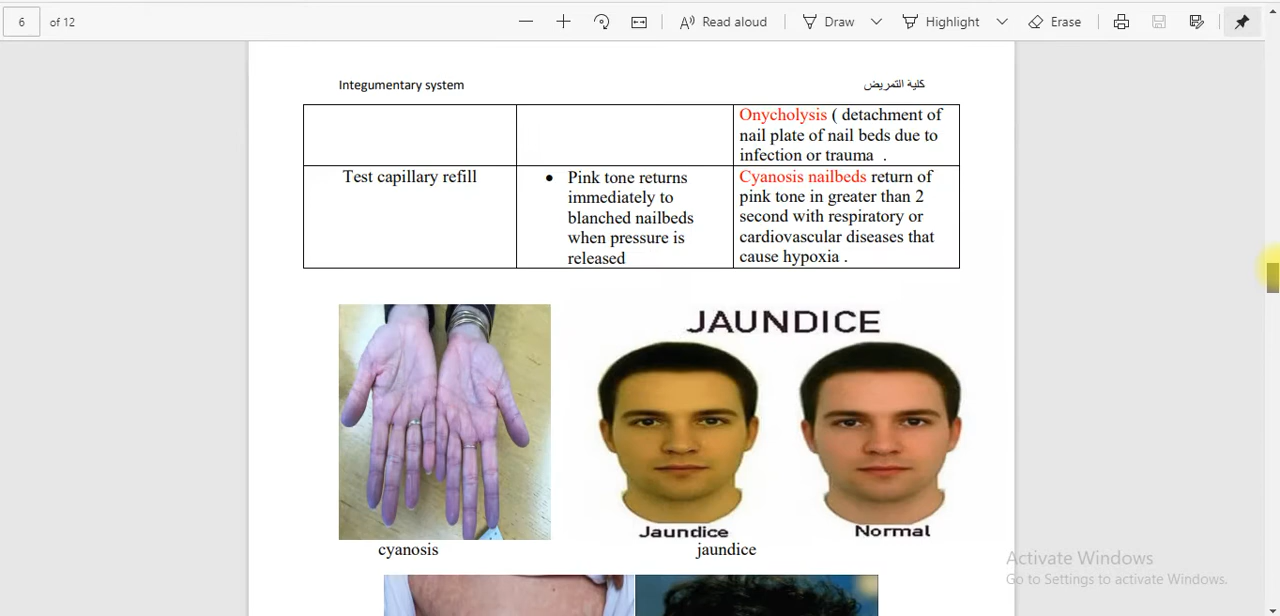 6 of 12 Read aloud Draw Highlight Erase
Integumentary system كلية التمريض
Onycholysis ( detachment of
nail plate of nail beds due to
infection or trauma .
Test capillary refill
• Pink tone returns
immediately to
blanched nailbeds
when pressure is
released
Cyanosis nailbeds return of
pink tone in greater than 2
second with respiratory or
cardiovascular diseases that
cause hypoxia .
JAUNDICE
Jaundice Normal
cyanosis jaundice
Activate Windows
Go to Settings to activate Windows.